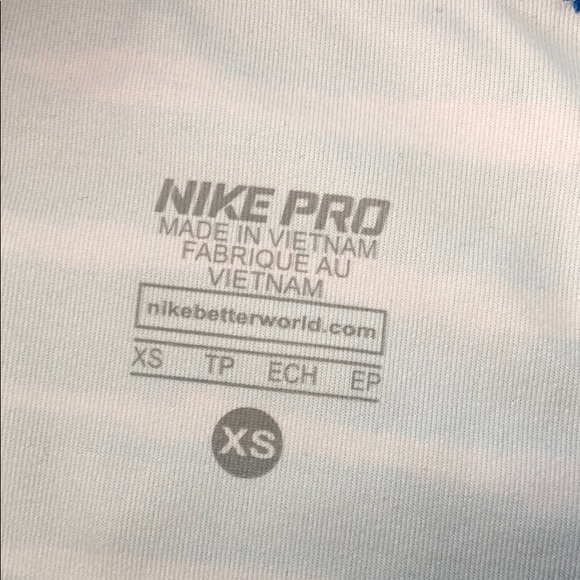 NIKE PRO
MADE IN VIETNAM
FABRIQUE AU
VIETNAM
nikebetterworld.com
XS TP ECH EP
XS